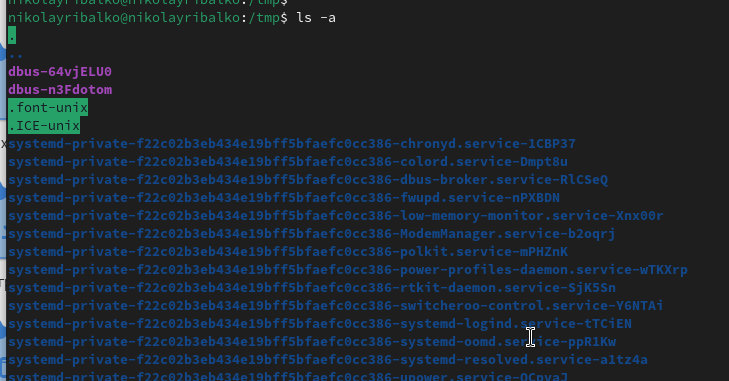 nikolayribalko@nikolayribalko:/tmp$
nikolayribalko@nikolayribalko:/tmp$ ls -a
.
..
dbus-64vjELU0
dbus-n3Fdotom
.font-unix
.ICE-unix
systemd-private-f22c02b3eb434e19bff5bfaefc0cc386-chronyd.service-1CBP37
systemd-private-f22c02b3eb434e19bff5bfaefc0cc386-colord.service-Dmpt8u
systemd-private-f22c02b3eb434e19bff5bfaefc0cc386-dbus-broker.service-RlCSeQ
systemd-private-f22c02b3eb434e19bff5bfaefc0cc386-fwupd.service-nPXBDN
systemd-private-f22c02b3eb434e19bff5bfaefc0cc386-low-memory-monitor.service-Xnx00r
systemd-private-f22c02b3eb434e19bff5bfaefc0cc386-ModemManager.service-b2oqrj
systemd-private-f22c02b3eb434e19bff5bfaefc0cc386-polkit.service-mPHZnK
systemd-private-f22c02b3eb434e19bff5bfaefc0cc386-power-profiles-daemon.service-wTKXrp
systemd-private-f22c02b3eb434e19bff5bfaefc0cc386-rtkit-daemon.service-SjK5Sn
systemd-private-f22c02b3eb434e19bff5bfaefc0cc386-switcheroo-control.service-Y6NTAi
systemd-private-f22c02b3eb434e19bff5bfaefc0cc386-systemd-logind.service-tTCiEN
systemd-private-f22c02b3eb434e19bff5bfaefc0cc386-systemd-oomd.service-ppR1Kw
systemd-private-f22c02b3eb434e19bff5bfaefc0cc386-systemd-resolved.service-a1tz4a
systemd-private-f22c02b3eb434e19bff5bfaefc0cc386-upower.service-QCovaJ